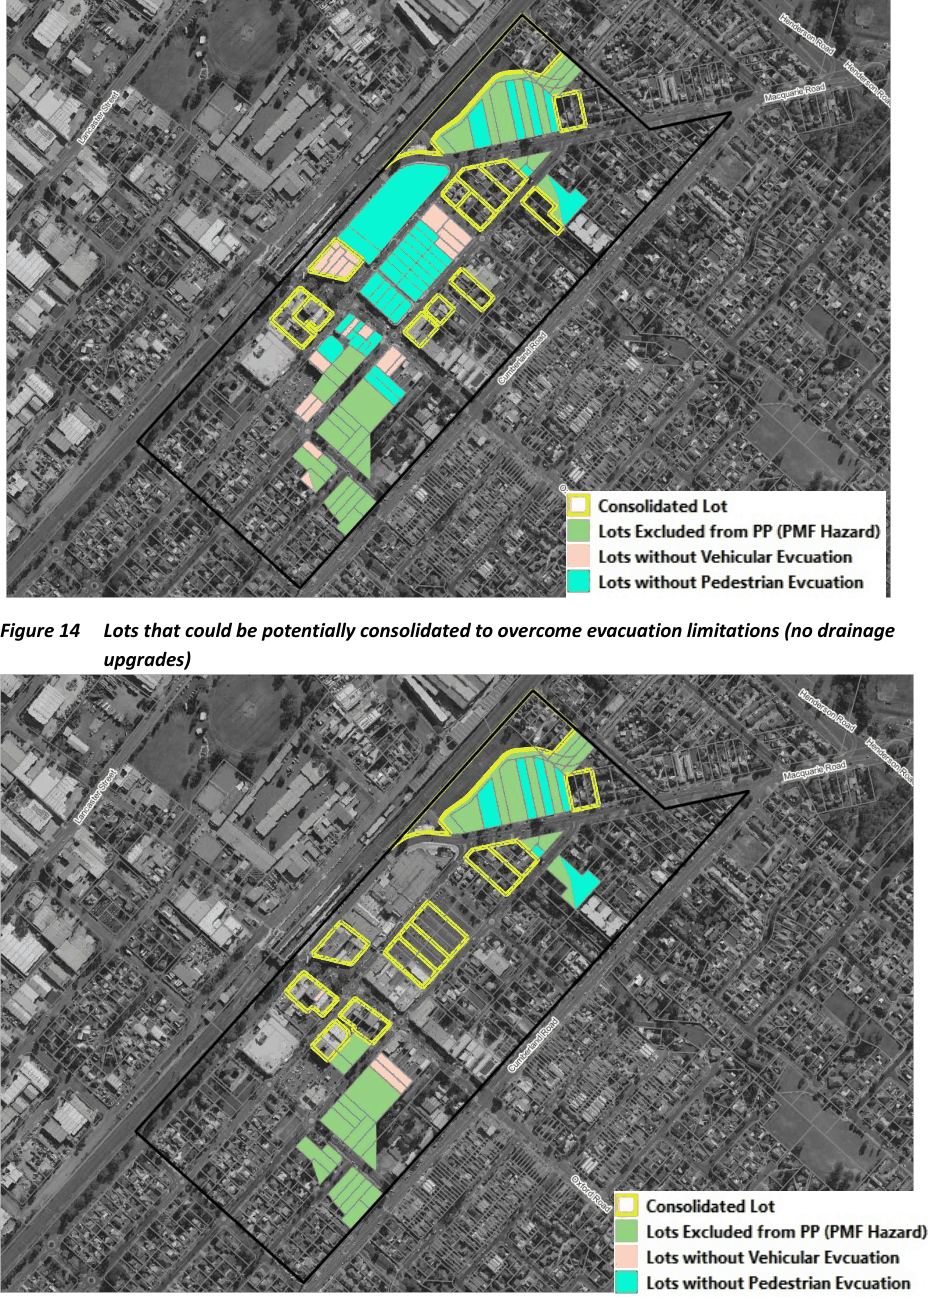 Henderson Road
Henderson Road
Macquarie Road
Lancaster Street
Cumberland Road
Consolidated Lot
Lots Excluded from PP (PMF Hazard)
Lots without Vehicular Evcuation
Lots without Pedestrian Evcuation
Figure 14 Lots that could be potentially consolidated to overcome evacuation limitations (no drainage
upgrades)
Henderson Road
Macquarie Road
Lancaster Street
Cumberland Road
Oxford Road
Consolidated Lot
Lots Excluded from PP (PMF Hazard)
Lots without Vehicular Evcuation
Lots without Pedestrian Evcuation